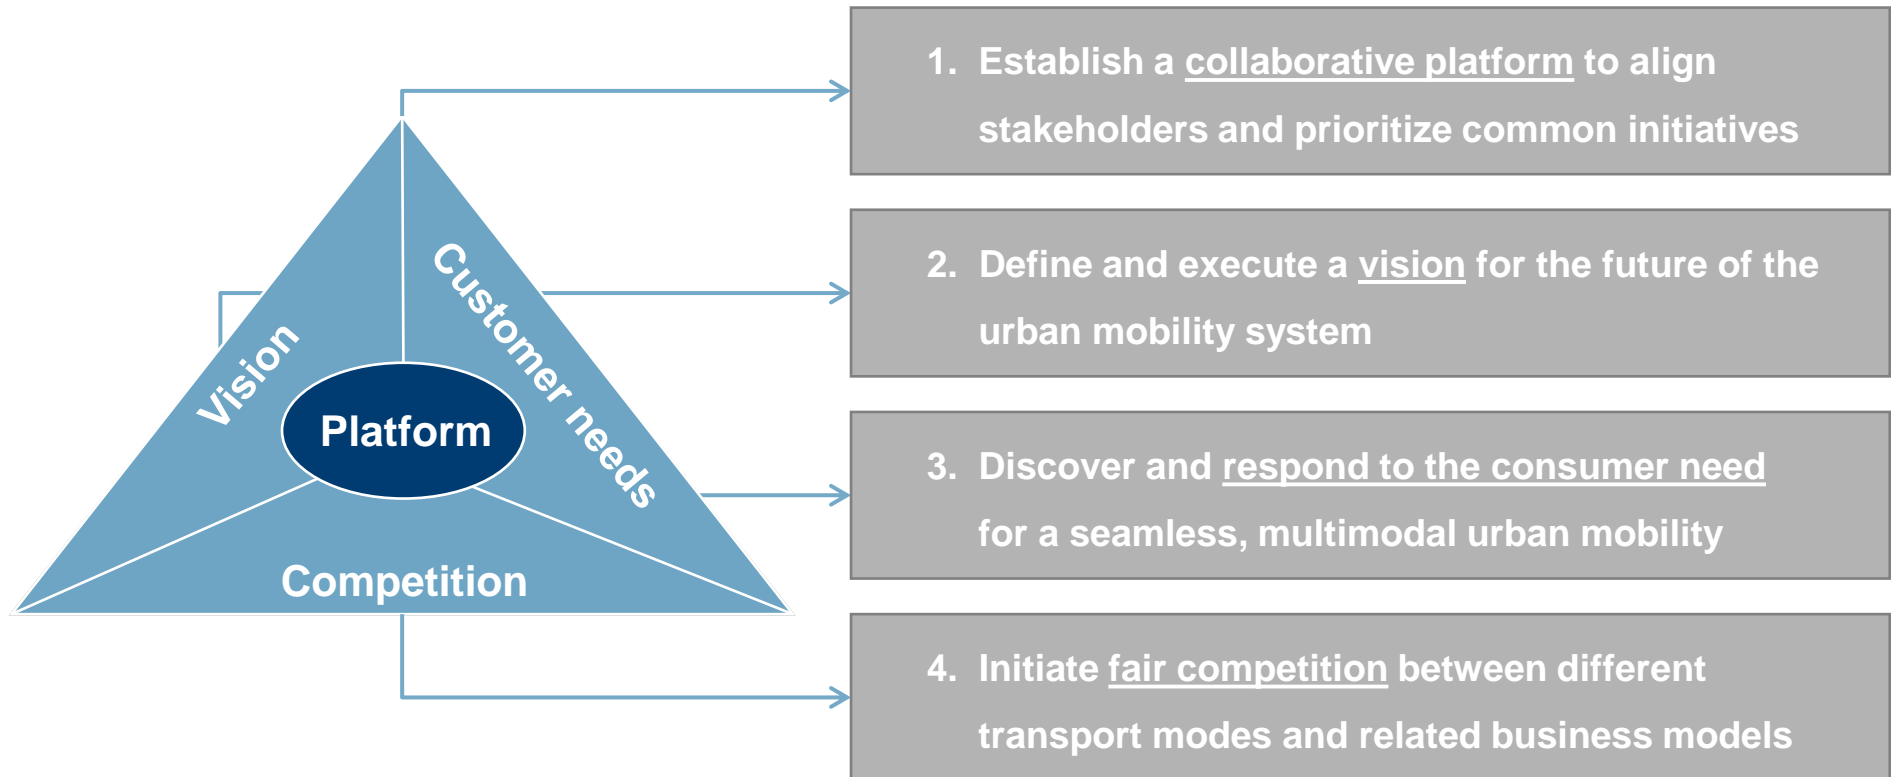 Vision
Customer needs
Platform
Competition
1. Establish a collaborative platform to align
stakeholders and prioritize common initiatives
2. Define and execute a vision for the future of the
urban mobility system
3. Discover and respond to the consumer need
for a seamless, multimodal urban mobility
4. Initiate fair competition between different
transport modes and related business models